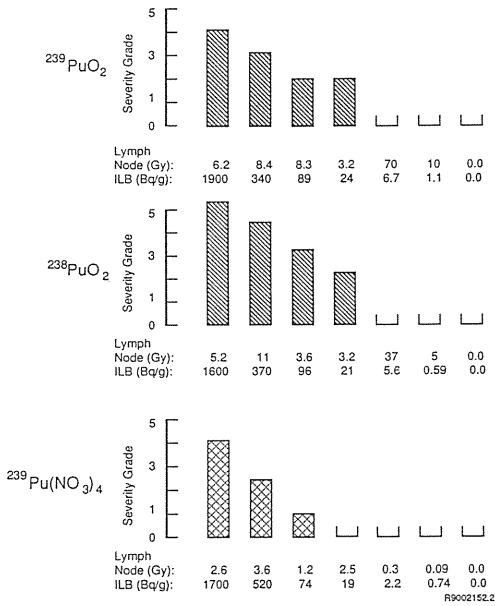 239PuO2
Severity Grade
5
3
1
0
Lymph
Node (Gy): 6.2 8.4 8.3 3.2 70 10 0.0
ILB (Bq/g): 1900 340 89 24 6.7 1.1 0.0
238PuO2
Severity Grade
5
3
1
0
Lymph
Node (Gy): 5.2 11 3.6 3.2 37 5 0.0
ILB (Bq/g): 1600 370 96 21 5.6 0.59 0.0
239Pu(NO3)4
Severity Grade
5
3
1
0
Lymph
Node (Gy): 2.6 3.6 1.2 2.5 0.3 0.09 0.0
ILB (Bq/g): 1700 520 74 19 2.2 0.74 0.0
R9002152.2